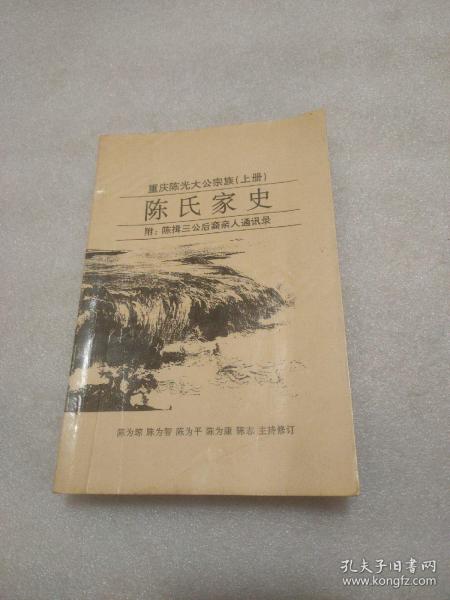 重庆陈光大公宗族(上册)
陈氏家史
附：陈揖三公后裔亲人通讯录
陈为琼 陈为智 陈为平 陈为康 陈志 主持修订
孔夫子旧书网
www.kongfz.com